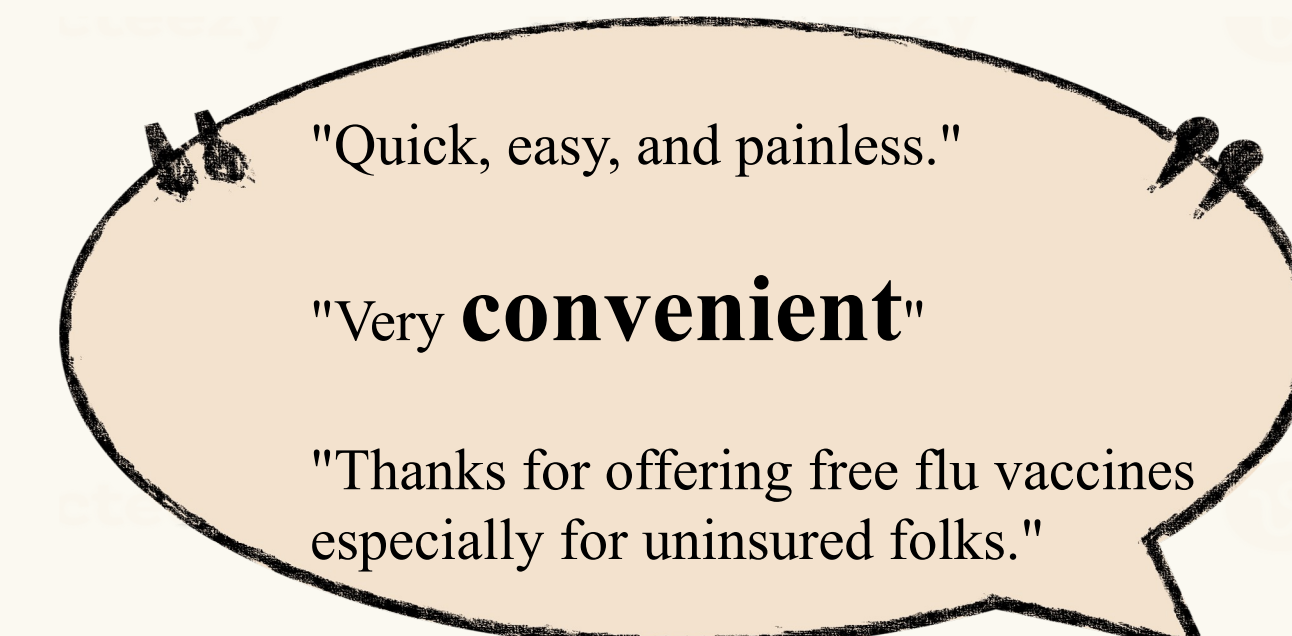 "Quick, easy, and painless."
"Very convenient"
"Thanks for offering free flu vaccines
especially for uninsured folks."